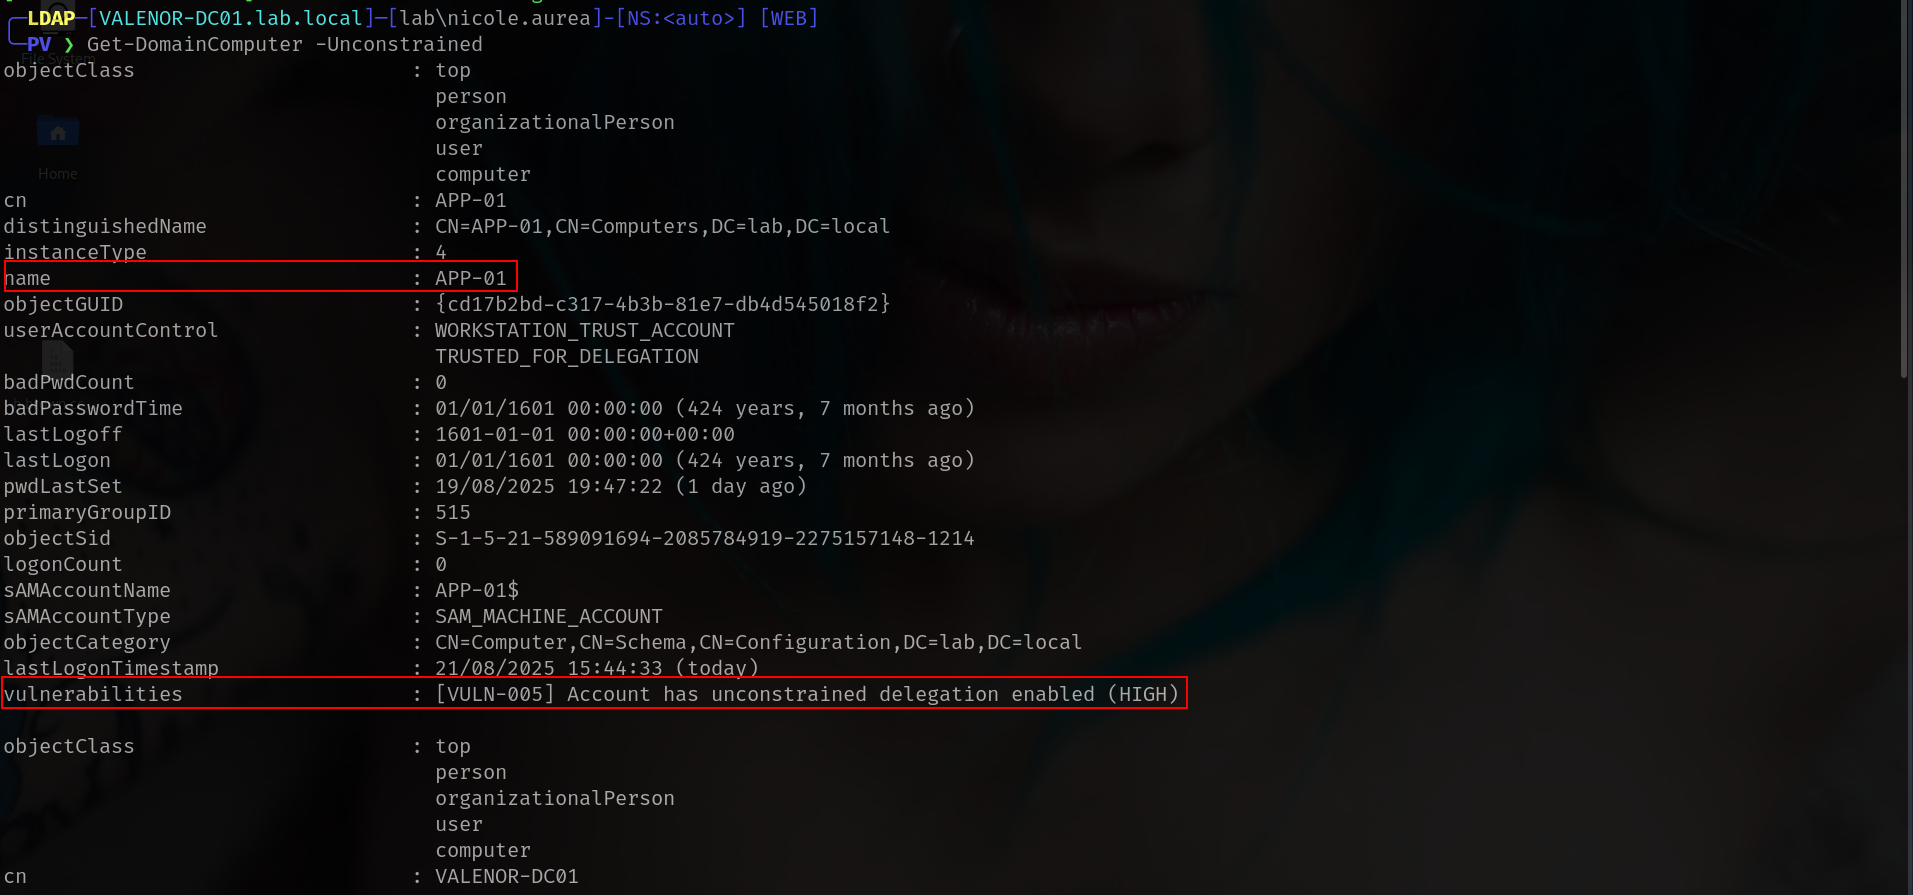 LDAP─[VALENOR-DC01.lab.local]─[lab\nicole.aurea]-[NS:<auto>] [WEB]
PV ❯ Get-DomainComputer -Unconstrained
File System
objectClass : top
person
organizationalPerson
user
Home
computer
cn : APP-01
distinguishedName : CN=APP-01,CN=Computers,DC=lab,DC=local
instanceType : 4
name : APP-01
objectGUID : {cd17b2bd-c317-4b3b-81e7-db4d545018f2}
userAccountControl : WORKSTATION_TRUST_ACCOUNT
TRUSTED_FOR_DELEGATION
badPwdCount : 0
badPasswordTime : 01/01/1601 00:00:00 (424 years, 7 months ago)
lastLogoff : 1601-01-01 00:00:00+00:00
lastLogon : 01/01/1601 00:00:00 (424 years, 7 months ago)
pwdLastSet : 19/08/2025 19:47:22 (1 day ago)
primaryGroupID : 515
objectSid : S-1-5-21-589091694-2085784919-2275157148-1214
logonCount : 0
sAMAccountName : APP-01$
sAMAccountType : SAM_MACHINE_ACCOUNT
objectCategory : CN=Computer,CN=Schema,CN=Configuration,DC=lab,DC=local
lastLogonTimestamp : 21/08/2025 15:44:33 (today)
vulnerabilities : [VULN-005] Account has unconstrained delegation enabled (HIGH)
objectClass : top
person
organizationalPerson
user
computer
cn : VALENOR-DC01